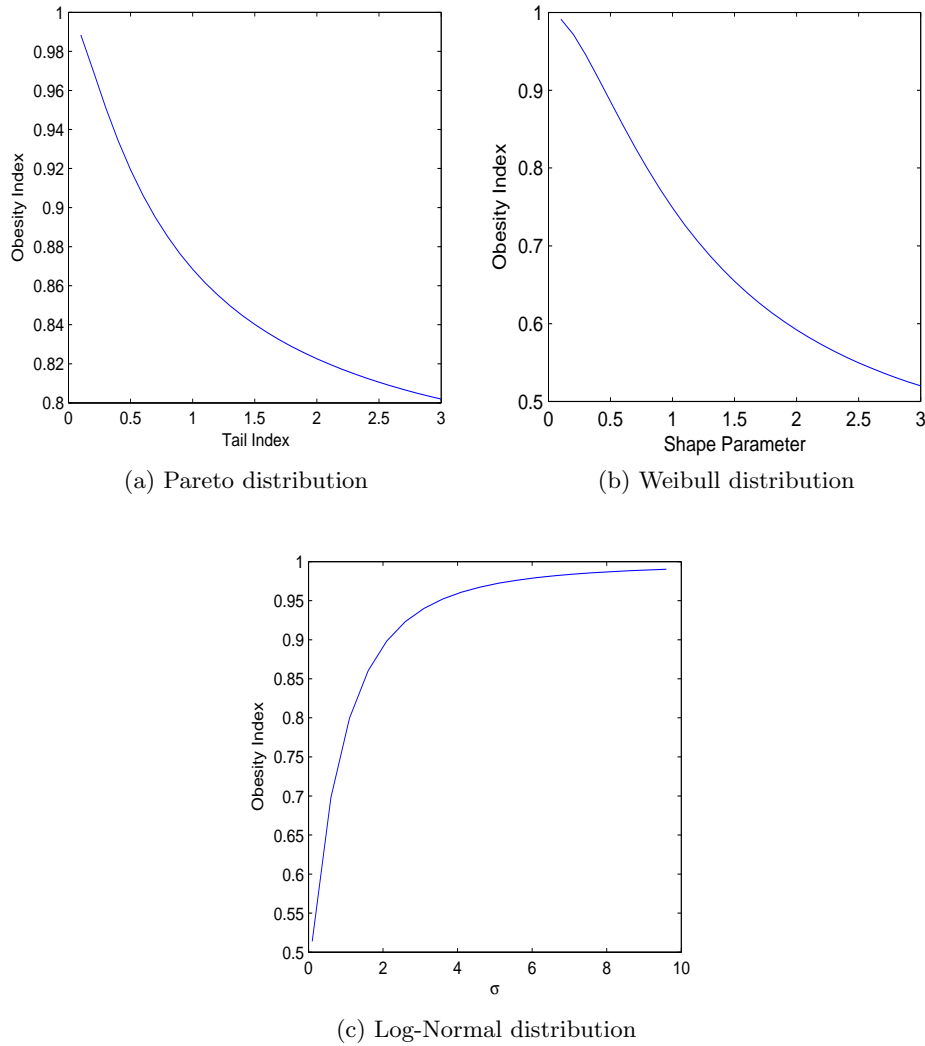 1
0.98
0.96
0.94
0.92
0.9
0.88
0.86
0.84
0.82
0.8
Obesity Index
0 0.5 1 1.5 2 2.5 3
Tail Index
(a) Pareto distribution
1
0.9
0.8
0.7
0.6
0.5
Obesity Index
0 0.5 1 1.5 2 2.5 3
Shape Parameter
(b) Weibull distribution
1
0.95
0.9
0.85
0.8
0.75
0.7
0.65
0.6
0.55
0.5
Obesity Index
0 2 4 6 8 10
σ
(c) Log-Normal distribution